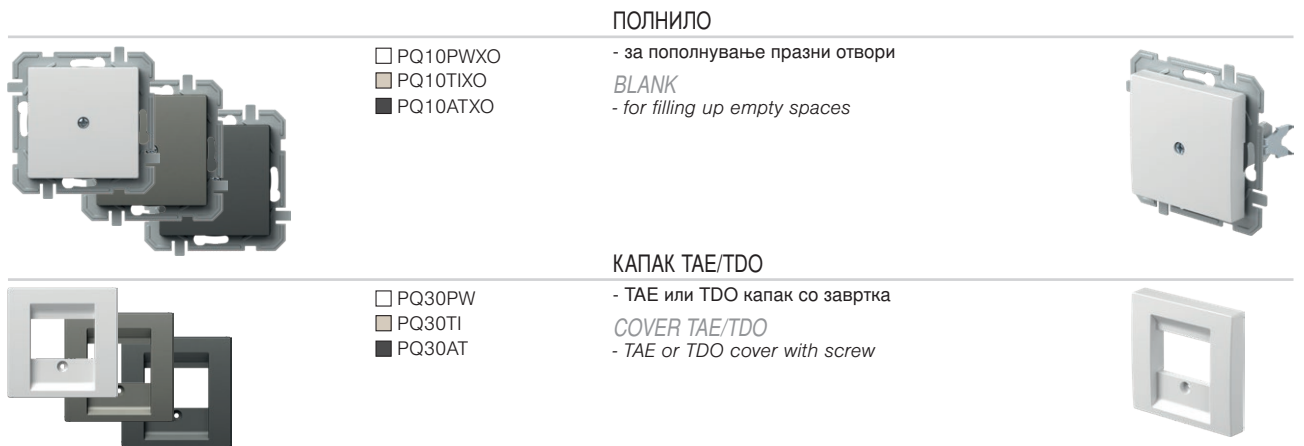 ПОЛНИЛО
PQ10PWXO
PQ10TIXO
PQ10ATXO
- за пополнување празни отвори
BLANK
- for filling up empty spaces
КАПАК TAE/TDO
PQ30PW
PQ30TI
PQ30AT
- TAE или TDO капак со завртка
COVER TAE/TDO
- TAE or TDO cover with screw